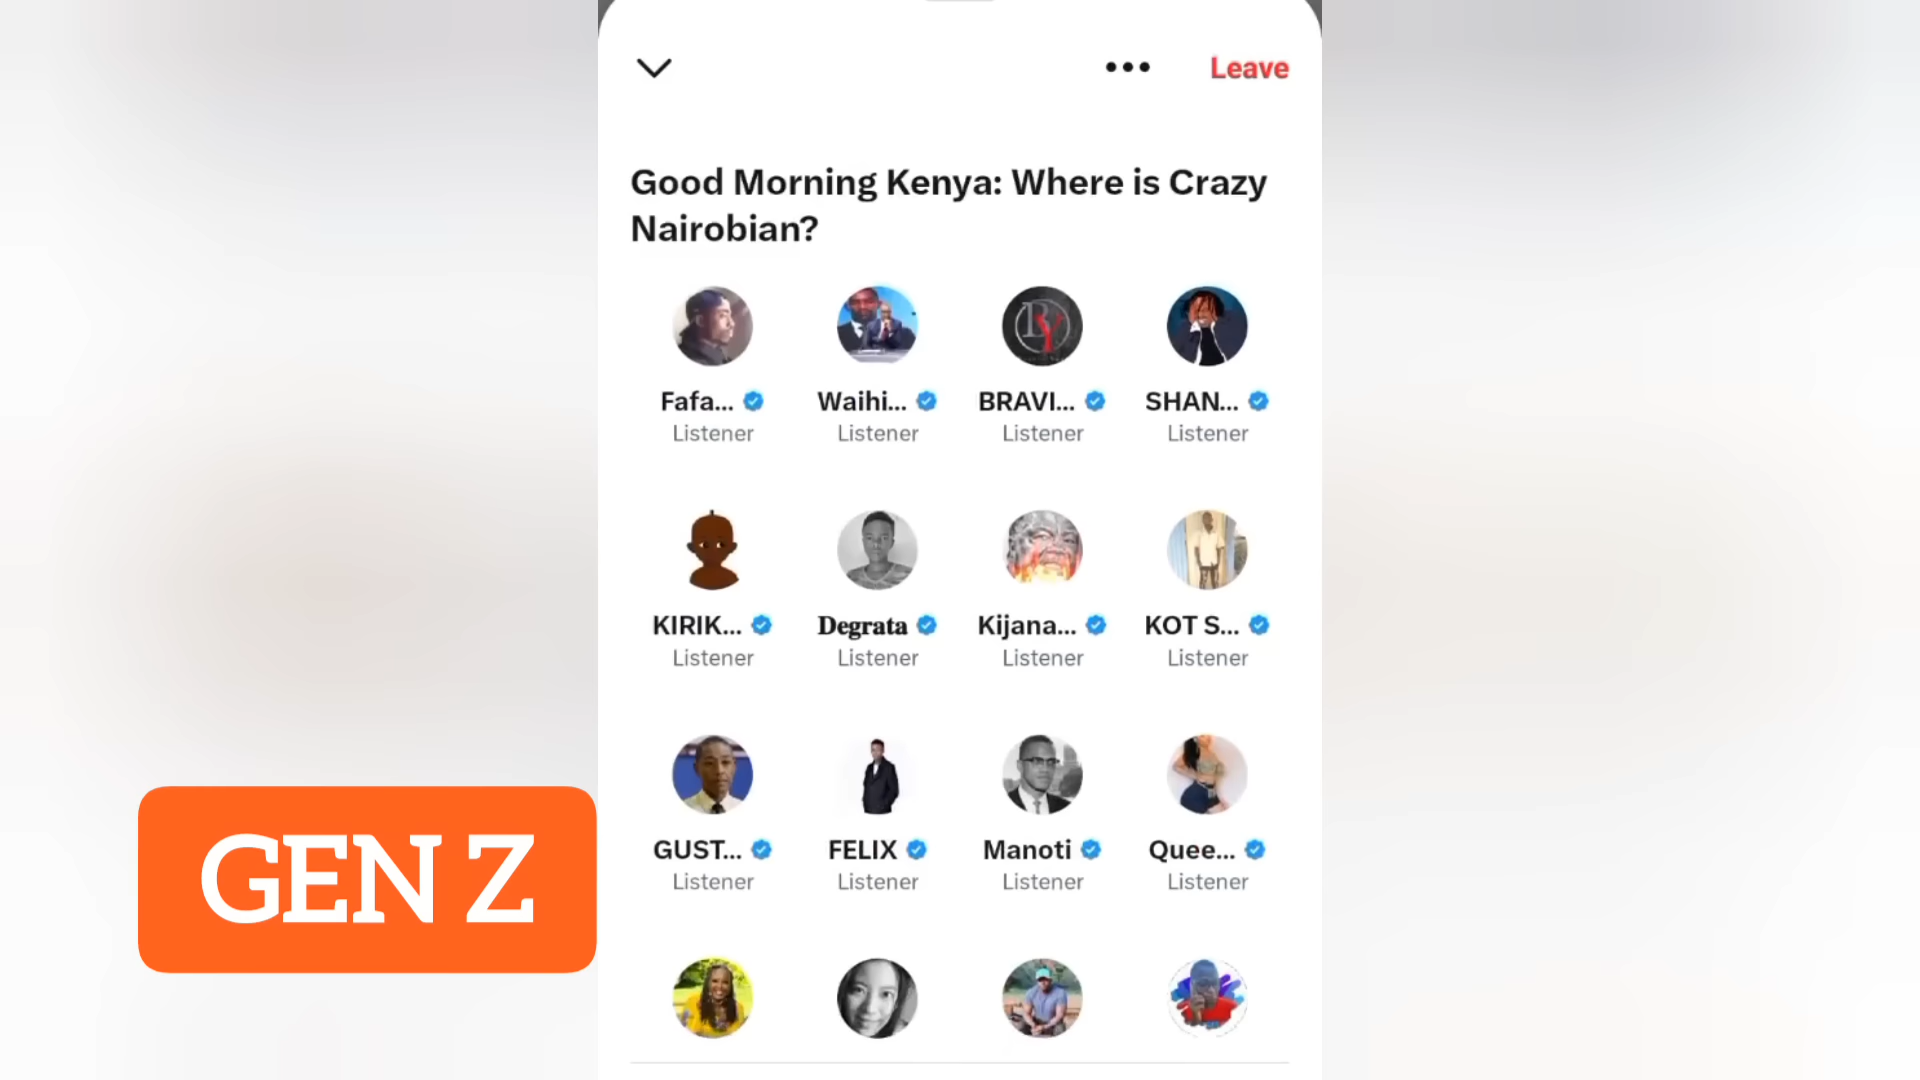 Leave
Good Morning Kenya: Where is Crazy
Nairobian?
Fafa... Waihi... BRAVI... SHAN...
Listener Listener Listener Listener
KIRIK... Degrata Kijana... KOT S...
Listener Listener Listener Listener
GUST... FELIX Manoti Quee...
Listener Listener Listener Listener
GEN Z